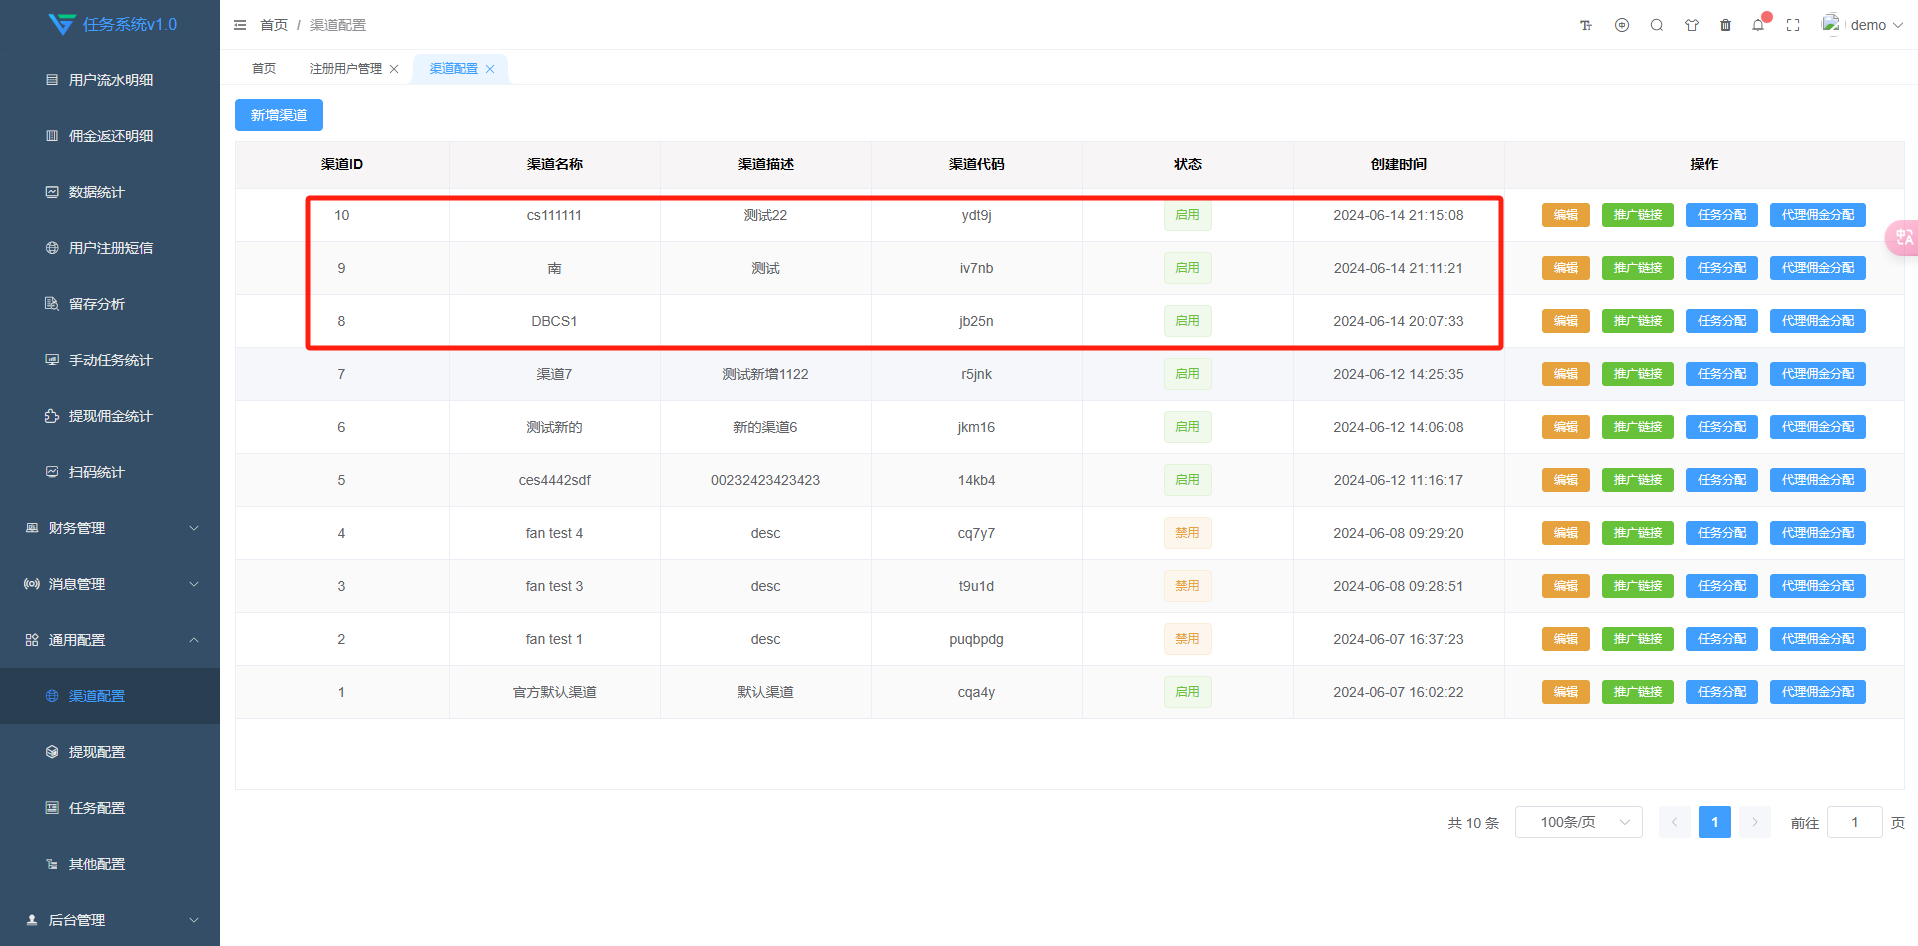 任务系统v1.0
用户流水明细
佣金返还明细
数据统计
用户注册短信
留存分析
手动任务统计
提现佣金统计
扫码统计
财务管理
消息管理
通用配置
渠道配置
提现配置
任务配置
其他配置
后台管理
首页 / 渠道配置
demo
首页 注册用户管理 渠道配置
新增渠道
渠道ID 渠道名称 渠道描述 渠道代码 状态 创建时间 操作
10 cs111111 测试22 ydt9j 启用 2024-06-14 21:15:08 编辑 推广链接 任务分配 代理佣金分配
9 南 测试 iv7nb 启用 2024-06-14 21:11:21 编辑 推广链接 任务分配 代理佣金分配
8 DBCS1 jb25n 启用 2024-06-14 20:07:33 编辑 推广链接 任务分配 代理佣金分配
7 渠道7 测试新增1122 r5jnk 启用 2024-06-12 14:25:35 编辑 推广链接 任务分配 代理佣金分配
6 测试新的 新的渠道6 jkm16 启用 2024-06-12 14:06:08 编辑 推广链接 任务分配 代理佣金分配
5 ces4442sdf 00232423423423 14kb4 启用 2024-06-12 11:16:17 编辑 推广链接 任务分配 代理佣金分配
4 fan test 4 desc cq7y7 禁用 2024-06-08 09:29:20 编辑 推广链接 任务分配 代理佣金分配
3 fan test 3 desc t9u1d 禁用 2024-06-08 09:28:51 编辑 推广链接 任务分配 代理佣金分配
2 fan test 1 desc puqbpdg 禁用 2024-06-07 16:37:23 编辑 推广链接 任务分配 代理佣金分配
1 官方默认渠道 默认渠道 cqa4y 启用 2024-06-07 16:02:22 编辑 推广链接 任务分配 代理佣金分配
共 10 条 100条/页 1 前往 1 页